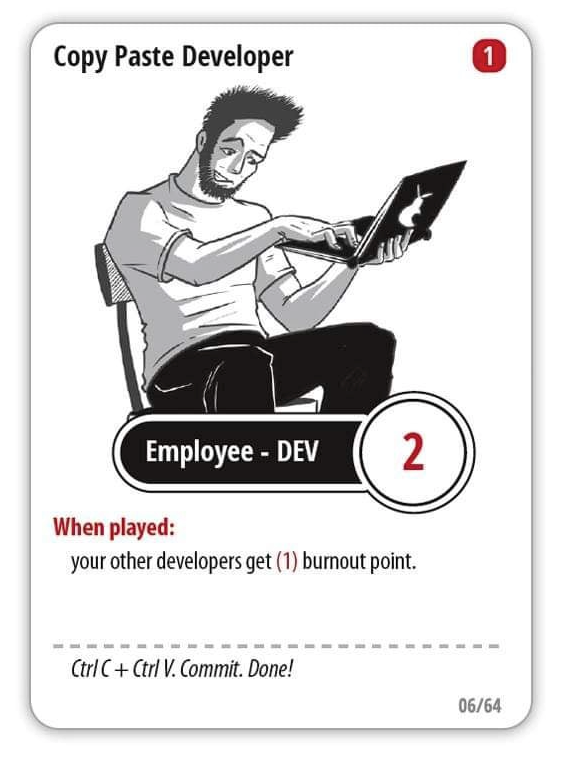 Copy Paste Developer
1
Employee - DEV
2
When played:
your other developers get (1) burnout point.
Ctrl C + Ctrl V. Commit. Done!
06/64